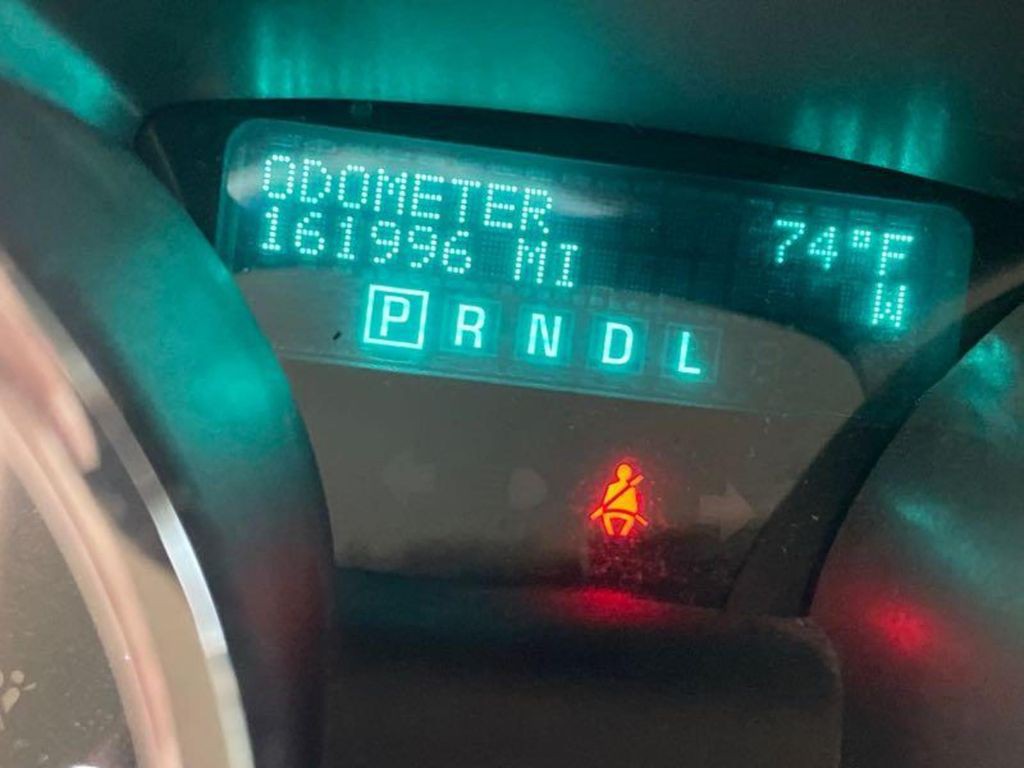 ODOMETER
161996 MI
74°F
W
P R N D L